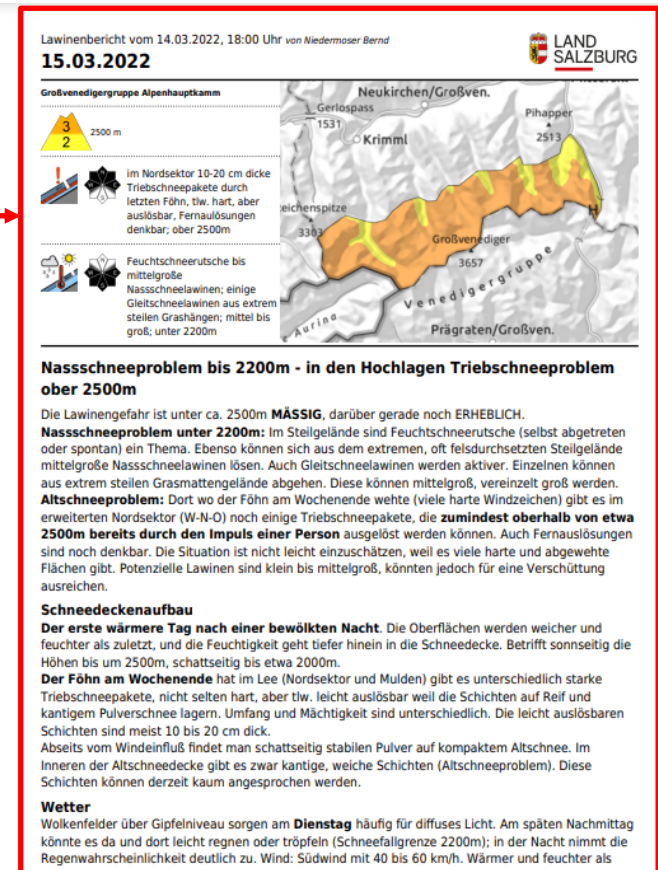 Lawinenbericht vom 14.03.2022, 18:00 Uhr von Niedermoser Bernd
15.03.2022
LAND
SALZBURG
Großvenedigergruppe Alpenhauptkamm
3
2
2500 m
im Nordsektor 10-20 cm dicke
Triebschneepakete durch
letzten Föhn, tlw. hart, aber
auslösbar, Fernauslösungen
denkbar; ober 2500m
Feuchtschneerutsche bis
mittelgroße
Nassschneelawinen; einige
Gleitschneelawinen aus extrem
steilen Grashängen; mittel bis
groß; unter 2200m
Neukirchen/Großven.
Gerlospass
1531
Krimml
Pihapper
2513
eichenspitze
3303
Großvenediger
3657
Venedigergruppe
Aurina
Prägraten/Großven.
Nassschneeproblem bis 2200m - in den Hochlagen Triebschneeproblem
ober 2500m
Die Lawinengefahr ist unter ca. 2500m MÄSSIG, darüber gerade noch ERHEBLICH.
Nassschneeproblem unter 2200m: Im Steilgelände sind Feuchtschneerutsche (selbst abgetreten
oder spontan) ein Thema. Ebenso können sich aus dem extremen, oft felsdurchsetzten Steilgelände
mittelgroße Nassschneelawinen lösen. Auch Gleitschneelawinen werden aktiver. Einzelnen können
aus extrem steilen Grasmattengelände abgehen. Diese können mittelgroß, vereinzelt groß werden.
Altschneeproblem: Dort wo der Föhn am Wochenende wehte (viele harte Windzeichen) gibt es im
erweiterten Nordsektor (W-N-O) noch einige Triebschneepakete, die zumindest oberhalb von etwa
2500m bereits durch den Impuls einer Person ausgelöst werden können. Auch Fernauslösungen
sind noch denkbar. Die Situation ist nicht leicht einzuschätzen, weil es viele harte und abgewehte
Flächen gibt. Potenzielle Lawinen sind klein bis mittelgroß, könnten jedoch für eine Verschüttung
ausreichen.
Schneedeckenaufbau
Der erste wärmere Tag nach einer bewölkten Nacht. Die Oberflächen werden weicher und
feuchter als zuletzt, und die Feuchtigkeit geht tiefer hinein in die Schneedecke. Betrifft sonnseitig die
Höhen bis um 2500m, schattseitig bis etwa 2000m.
Der Föhn am Wochenende hat im Lee (Nordsektor und Mulden) gibt es unterschiedlich starke
Triebschneepakete, nicht selten hart, aber tlw. leicht auslösbar weil die Schichten auf Reif und
kantigem Pulverschnee lagern. Umfang und Mächtigkeit sind unterschiedlich. Die leicht auslösbaren
Schichten sind meist 10 bis 20 cm dick.
Abseits vom Windeinfluß findet man schattseitig stabilen Pulver auf kompaktem Altschnee. Im
Inneren der Altschneedecke gibt es zwar kantige, weiche Schichten (Altschneeproblem). Diese
Schichten können derzeit kaum angesprochen werden.
Wetter
Wolkenfelder über Gipfelniveau sorgen am Dienstag häufig für diffuses Licht. Am späten Nachmittag
könnte es da und dort leicht regnen oder tröpfeln (Schneefallgrenze 2200m); in der Nacht nimmt die
Regenwahrscheinlichkeit deutlich zu. Wind: Südwind mit 40 bis 60 km/h. Wärmer und feuchter als